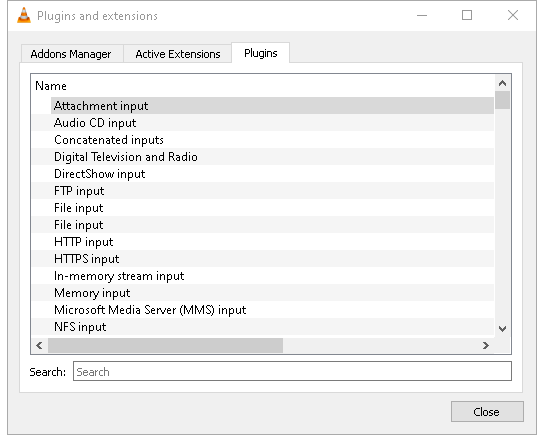 Plugins and extensions
Addons Manager Active Extensions Plugins
Name
Attachment input
Audio CD input
Concatenated inputs
Digital Television and Radio
DirectShow input
FTP input
File input
File input
HTTP input
HTTPS input
In-memory stream input
Memory input
Microsoft Media Server (MMS) input
NFS input
Search: Search
Close